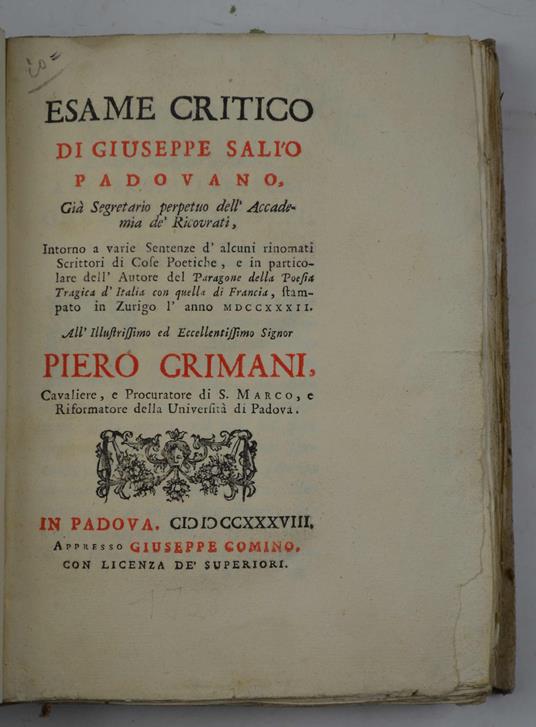 ESAME CRITICO
DI GIUSEPPE SALI'O
PADOVANO,
Già Segretario perpetuo dell' Accade-
mia de' Ricovrati,
Intorno a varie Sentenze d' alcuni rinomati
Scrittori di Cose Poetiche, e in partico-
lare dell' Autore del Paragone della Poesia
Tragica d' Italia con quella di Francia, stam-
pato in Zurigo l' anno MDCCXXXII.
All' Illustrissimo ed Eccellentissimo Signor
PIERO GRIMANI,
Cavaliere, e Procuratore di S. MARCO, e
Riformatore della Università di Padova.
IN PADOVA. CIↃ IↃCCXXXVIII.
APPRESSO GIUSEPPE COMINO.
CON LICENZA DE' SUPERIORI.